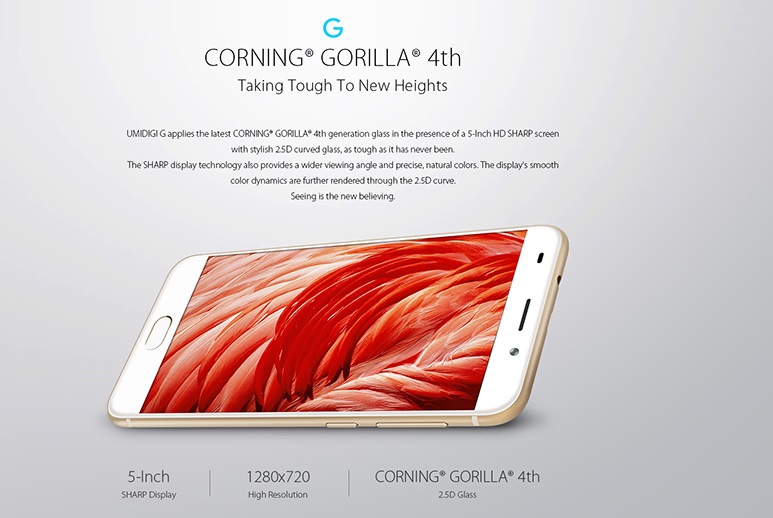 G
CORNING® GORILLA® 4th
Taking Tough To New Heights
UMIDIGI G applies the latest CORNING® GORILLA® 4th generation glass in the presence of a 5-Inch HD SHARP screen
with stylish 2.5D curved glass, as tough as it has never been.
The SHARP display technology also provides a wider viewing angle and precise, natural colors. The display's smooth
color dynamics are further rendered through the 2.5D curve.
Seeing is the new believing.
5-Inch
SHARP Display
1280x720
High Resolution
CORNING® GORILLA® 4th
2.5D Glass